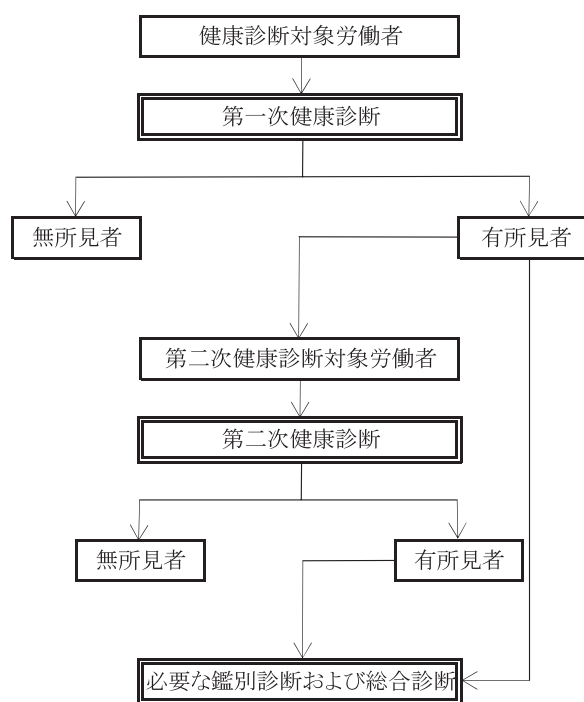 健康診断対象労働者
第一次健康診断
無所見者
有所見者
第二次健康診断対象労働者
第二次健康診断
無所見者
有所見者
必要な鑑別診断および総合診断